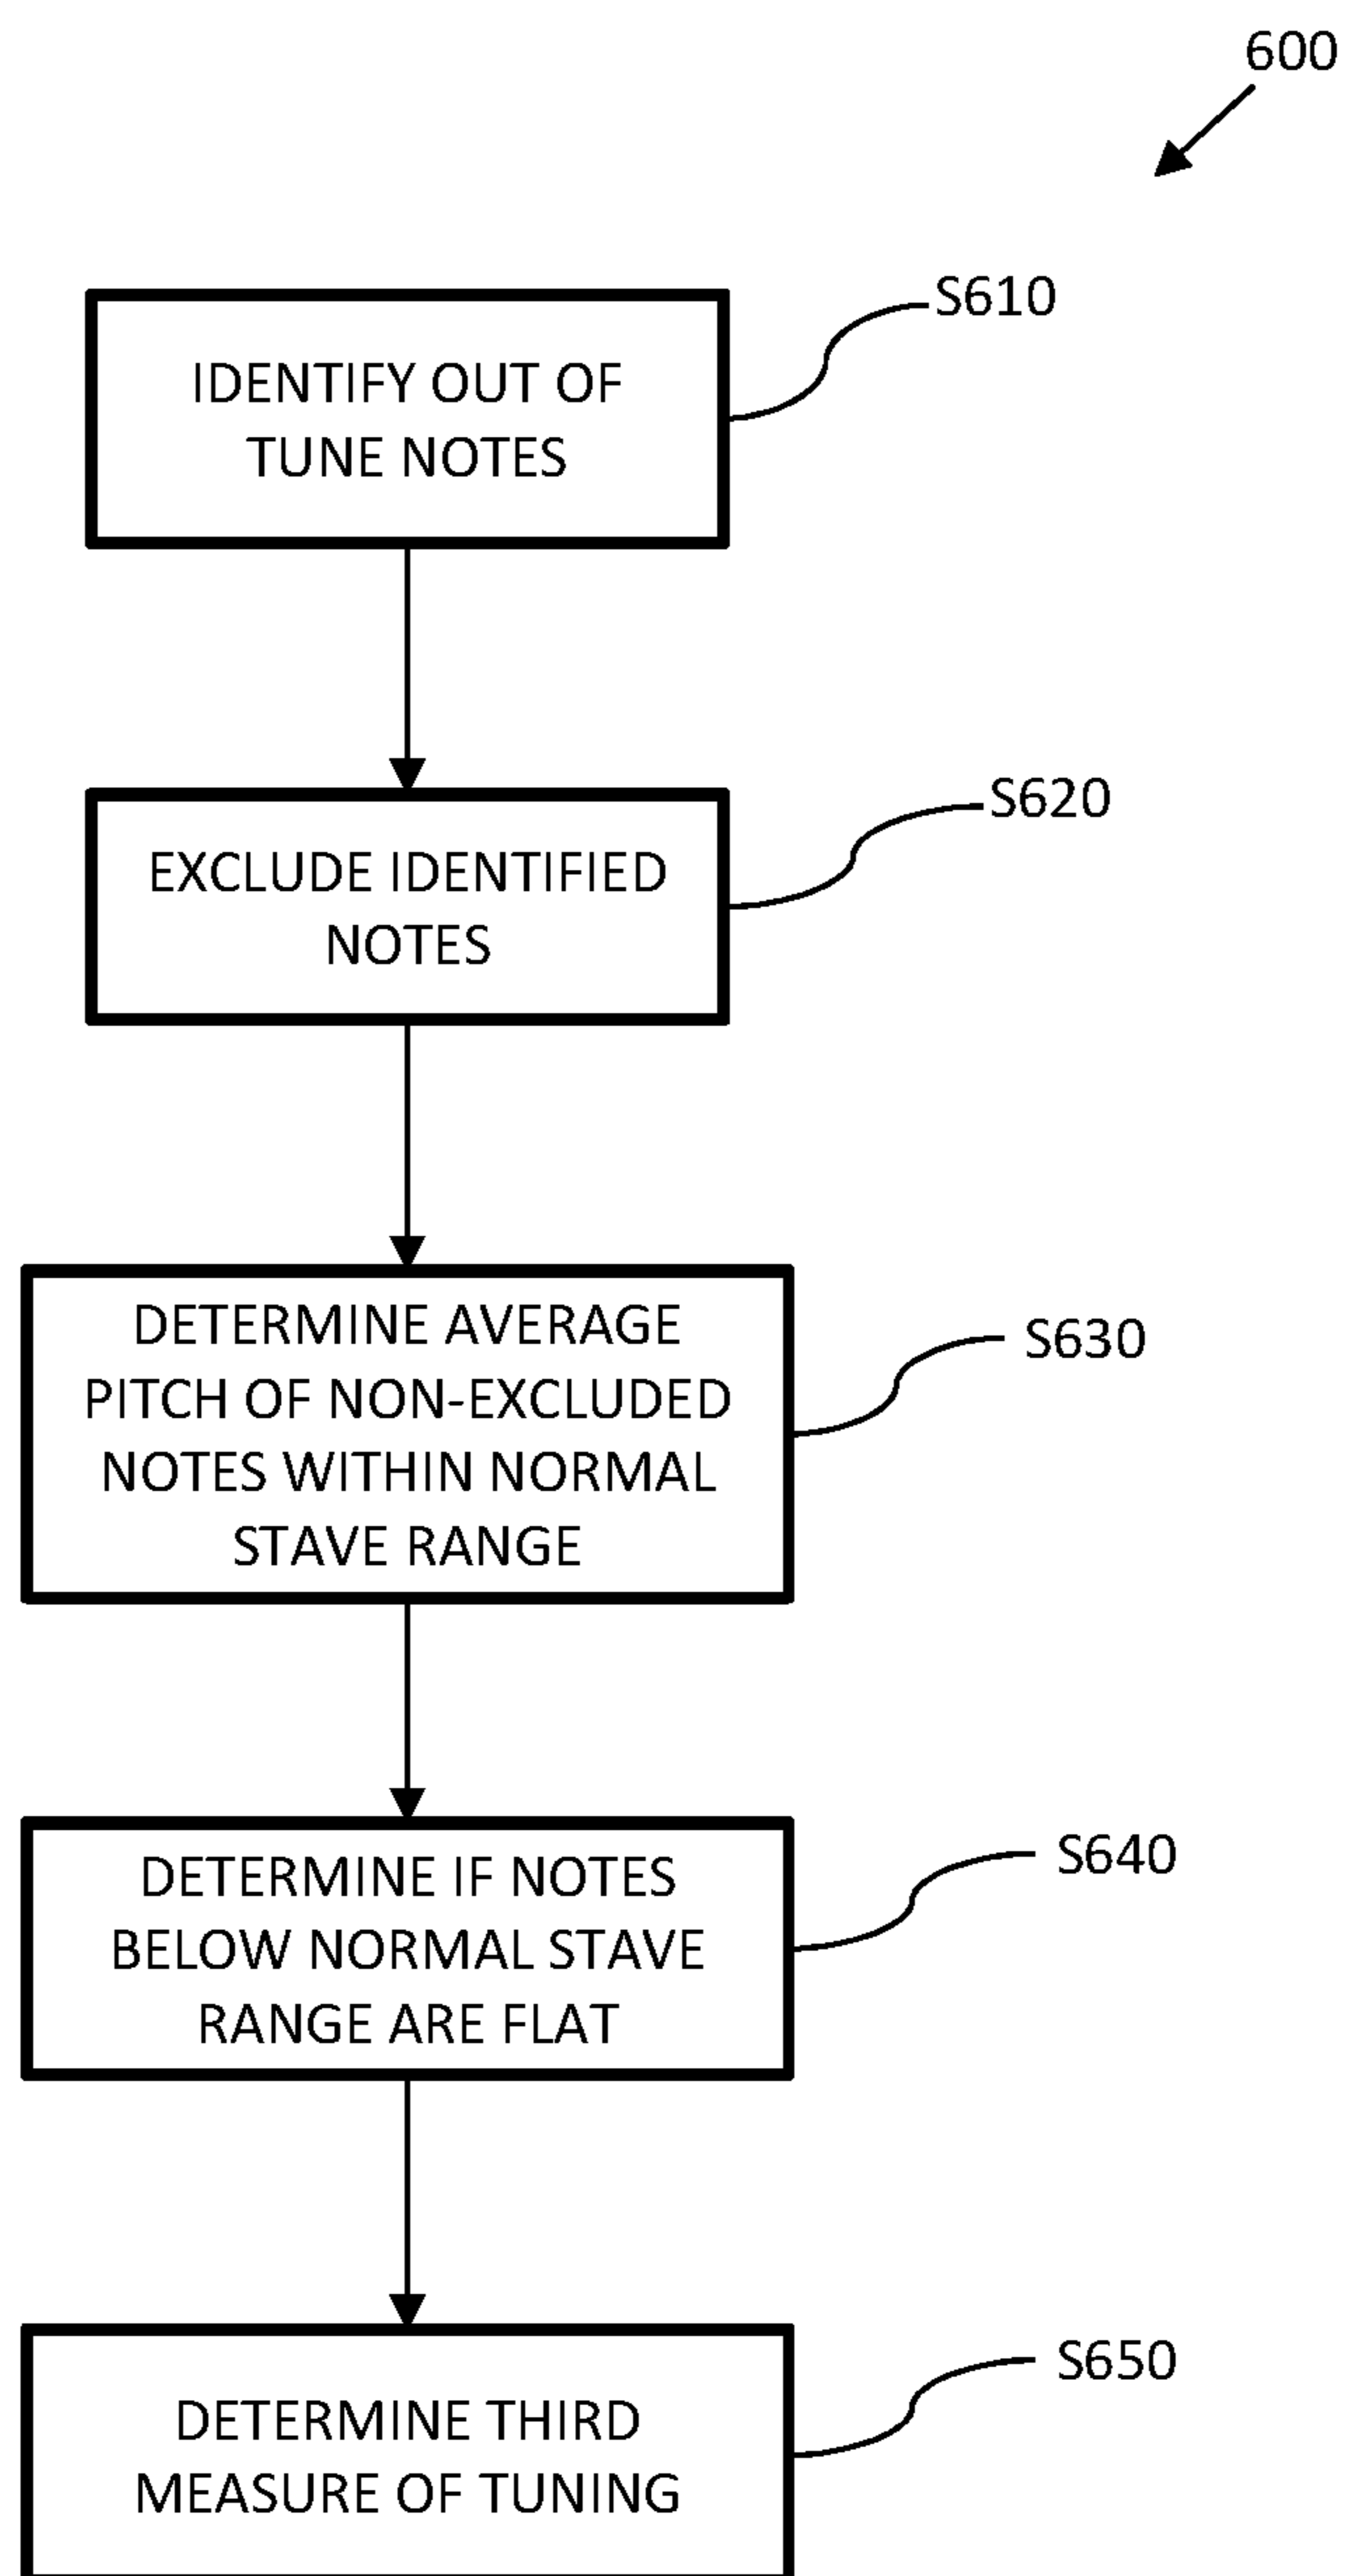 600
S610
IDENTIFY OUT OF
TUNE NOTES
S620
EXCLUDE IDENTIFIED
NOTES
S630
DETERMINE AVERAGE
PITCH OF NON-EXCLUDED
NOTES WITHIN NORMAL
STAVE RANGE
S640
DETERMINE IF NOTES
BELOW NORMAL STAVE
RANGE ARE FLAT
S650
DETERMINE THIRD
MEASURE OF TUNING